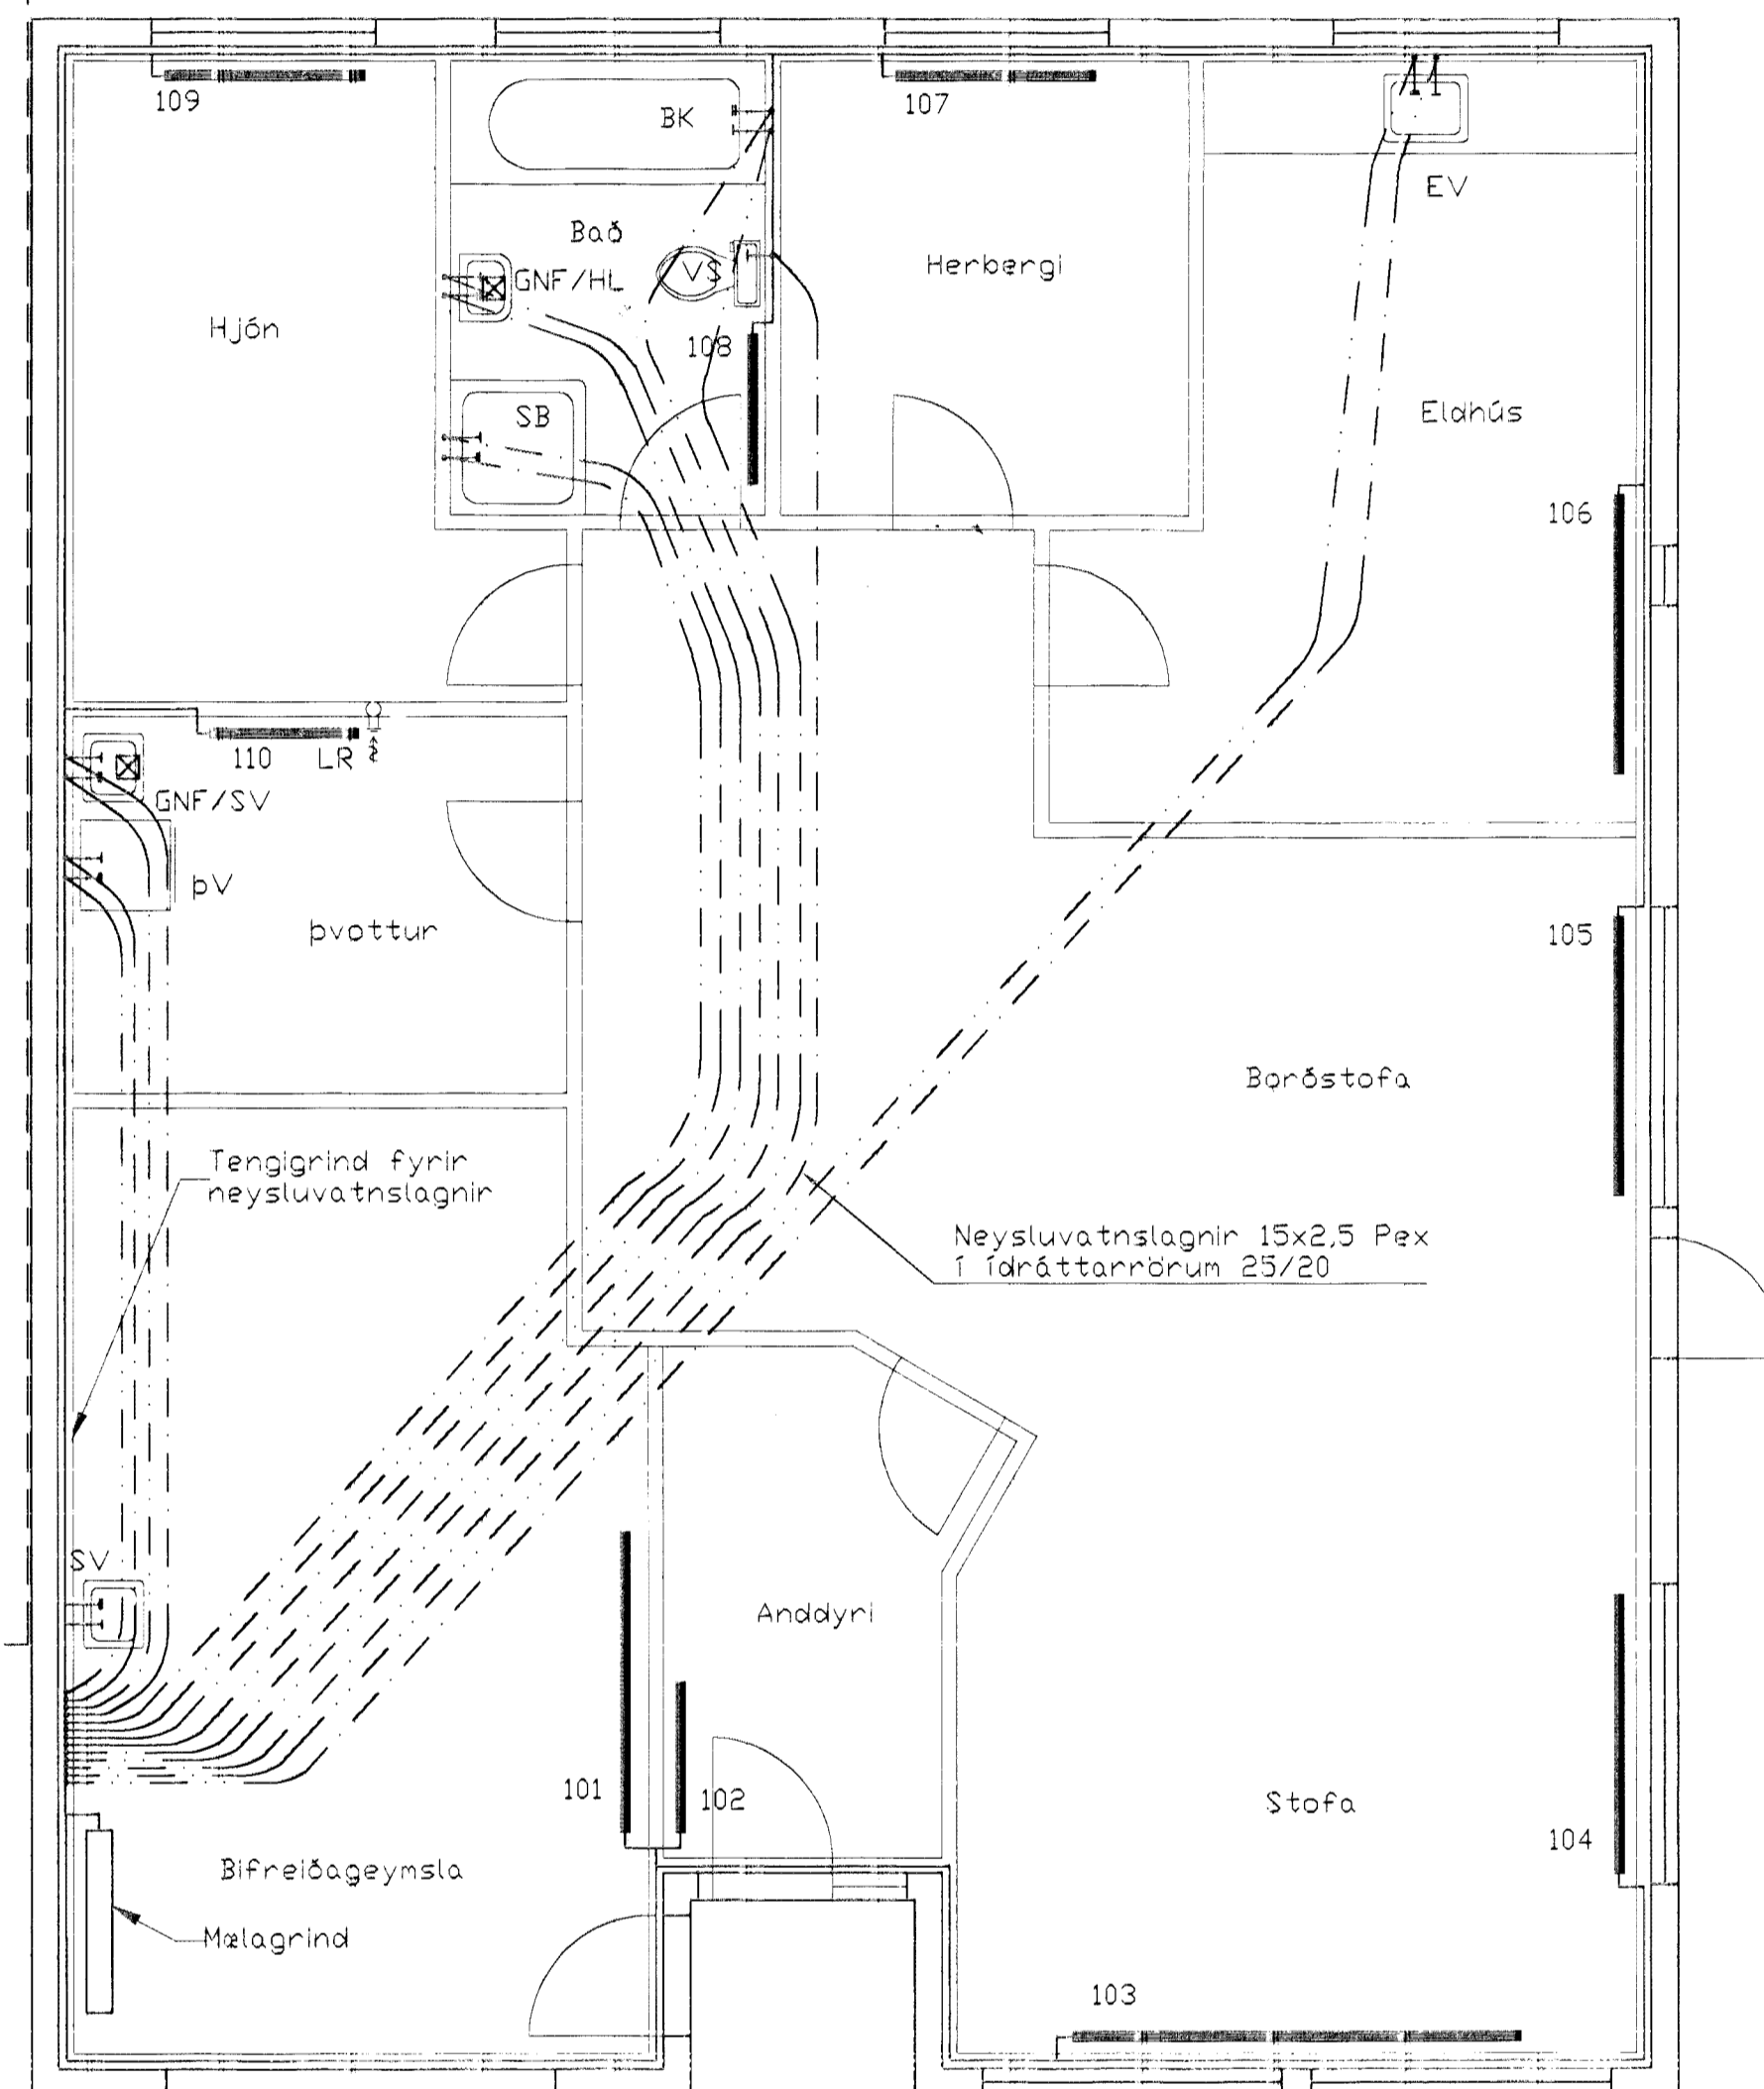 109
BK
107
EV
Bað
GNF/HL
VS
Herbergi
Hjón
108
SB
Eldhús
106
110
LR
GNF/SV
þV
þvottur
105
Borðstofa
Tengigrind fyrir
neysluvatnslagnir
Neysluvatnslagnir 15x2,5 Pex
í ídráttarrörum 25/20
SV
Anddyri
101
102
Stofa
104
Bifreiðageymsla
Mælagrind
103